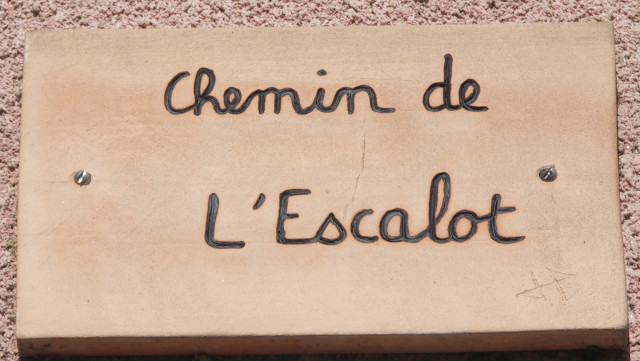 Chemin de
L'Escalot